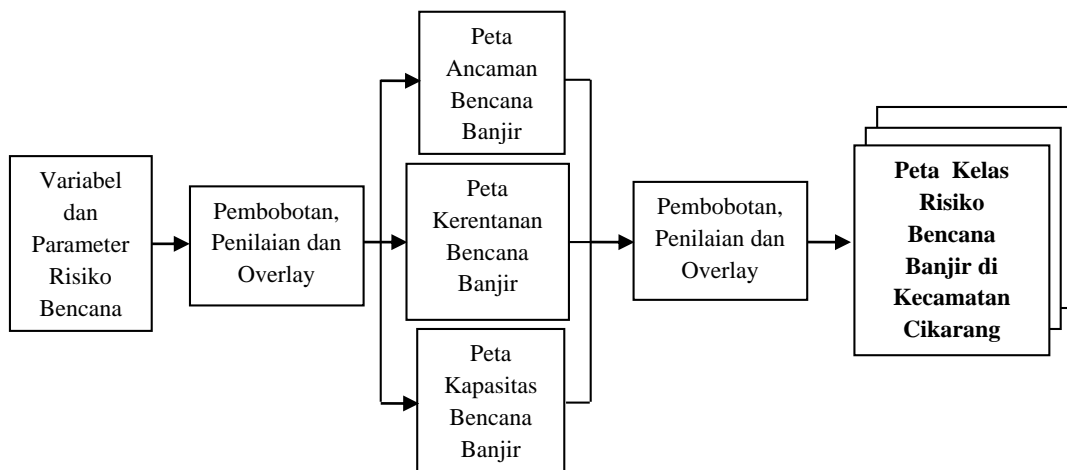 Variabel
dan
Parameter
Risiko
Bencana
Pembobotan,
Penilaian dan
Overlay
Peta
Ancaman
Bencana
Banjir
Peta
Kerentanan
Bencana
Banjir
Peta
Kapasitas
Bencana
Banjir
Pembobotan,
Penilaian dan
Overlay
Peta Kelas
Risiko
Bencana
Banjir di
Kecamatan
Cikarang